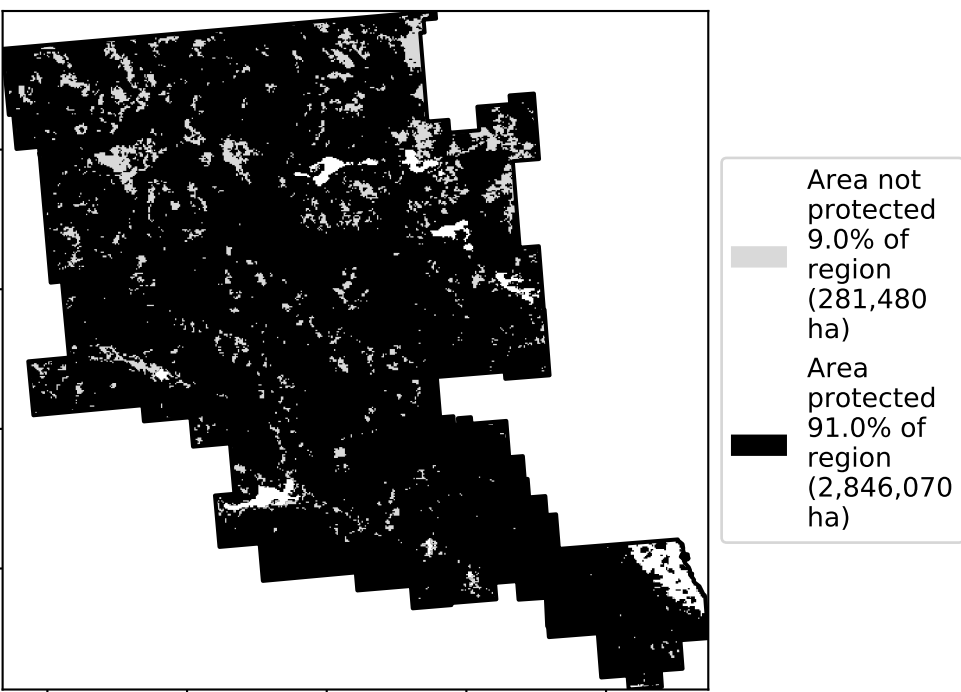 Area not
protected
9.0% of
region
(281,480
ha)
Area
protected
91.0% of
region
(2,846,070
ha)